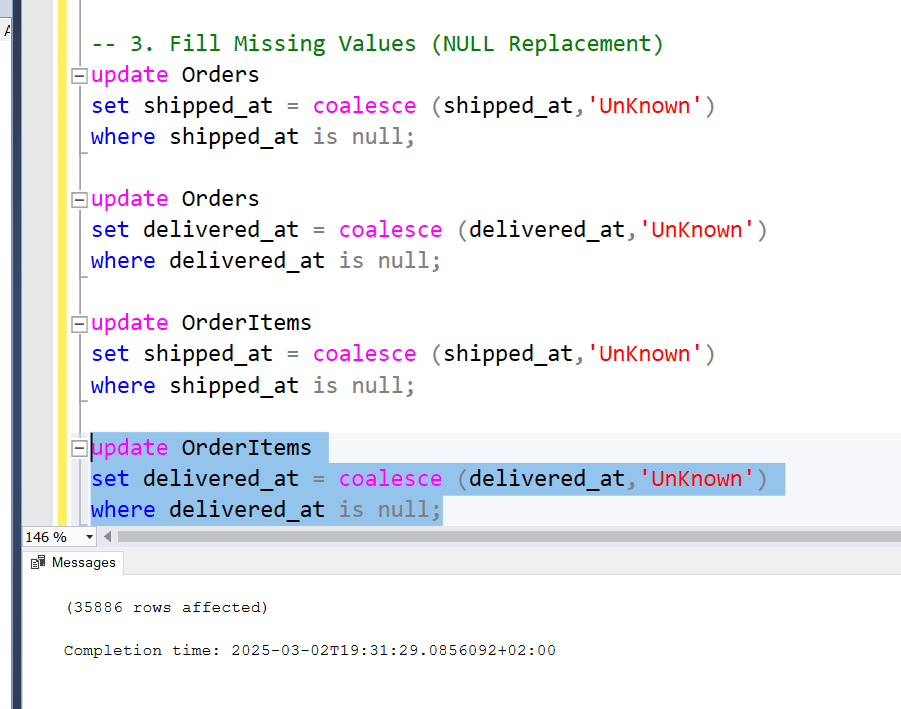 A
-- 3. Fill Missing Values (NULL Replacement)
update Orders
set shipped_at = coalesce (shipped_at,'UnKnown')
where shipped_at is null;
update Orders
set delivered_at = coalesce (delivered_at,'UnKnown')
where delivered_at is null;
update OrderItems
set shipped_at = coalesce (shipped_at,'UnKnown')
where shipped_at is null;
update OrderItems
set delivered_at = coalesce (delivered_at,'UnKnown')
where delivered_at is null;
146 %
Messages
(35886 rows affected)
Completion time: 2025-03-02T19:31:29.0856092+02:00